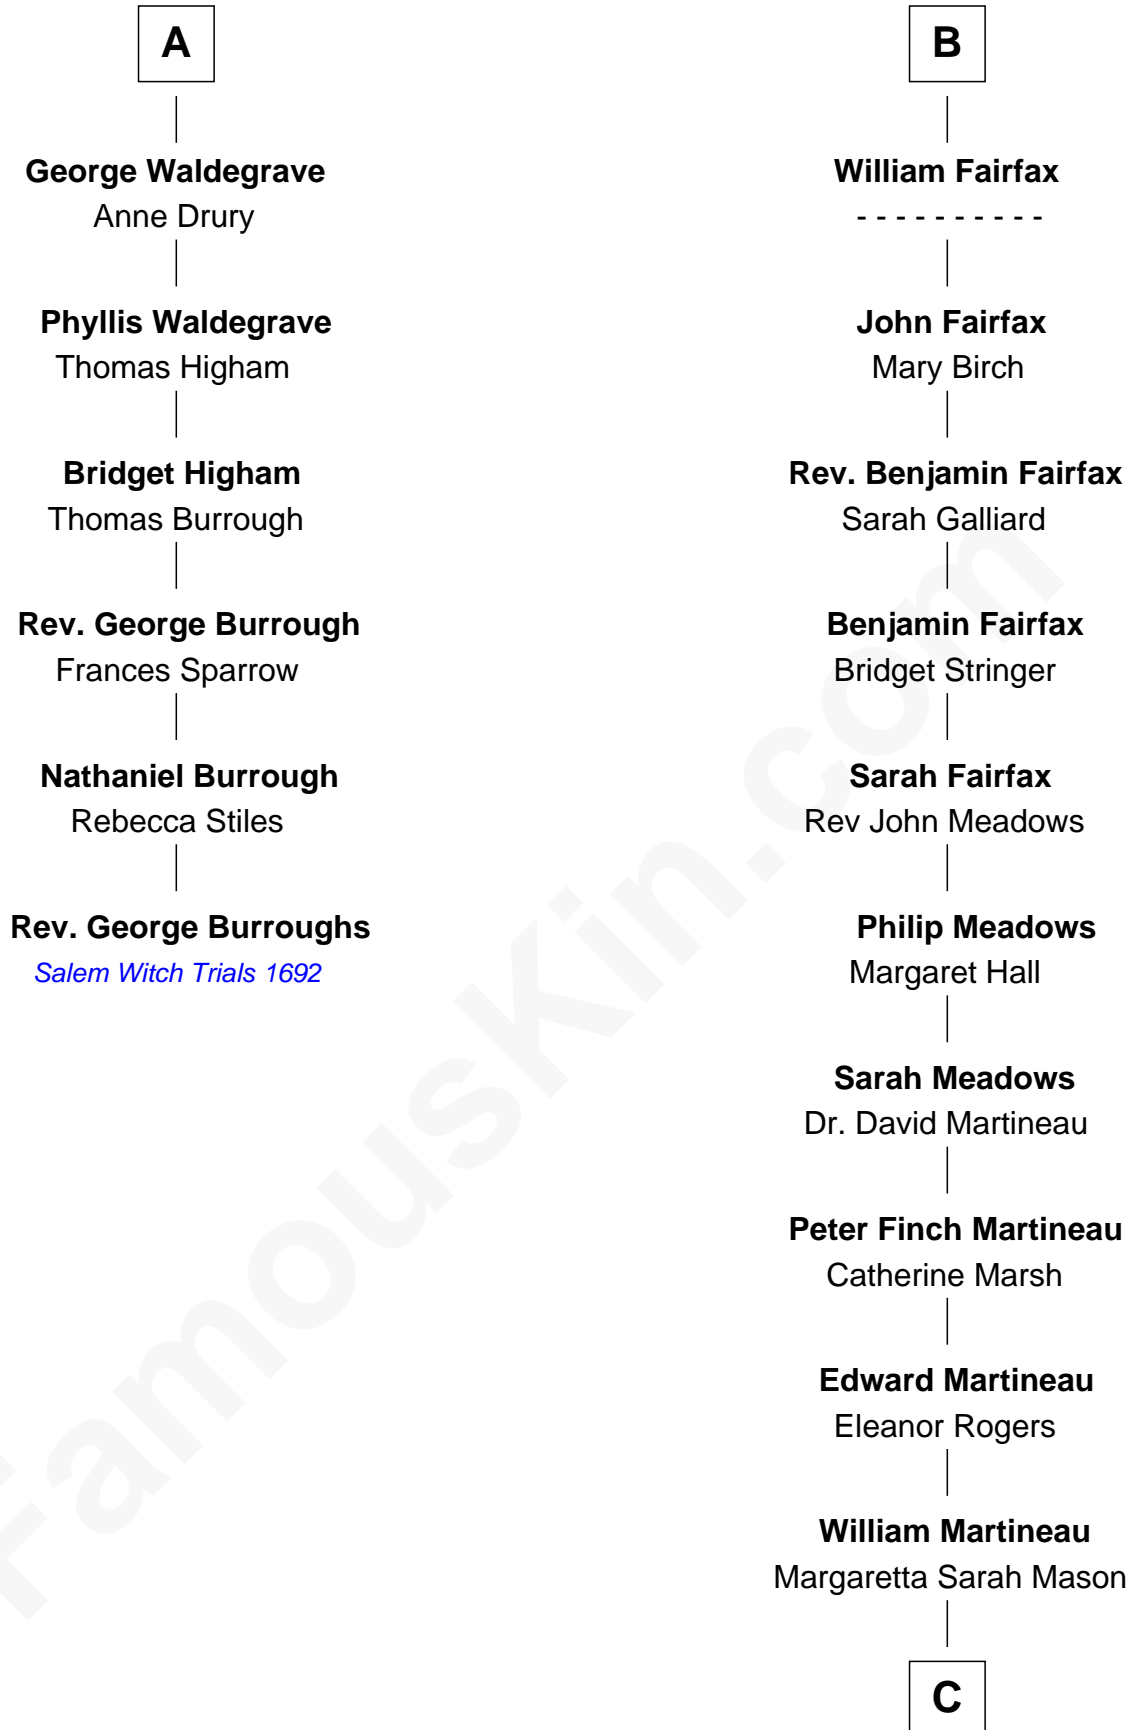 A
George Waldegrave
Anne Drury
Phyllis Waldegrave
Thomas Higham
Bridget Higham
Thomas Burrough
Rev. George Burrough
Frances Sparrow
Nathaniel Burrough
Rebecca Stiles
Rev. George Burroughs
Salem Witch Trials 1692
B
William Fairfax
- - - - - - - - - -
John Fairfax
Mary Birch
Rev. Benjamin Fairfax
Sarah Galliard
Benjamin Fairfax
Bridget Stringer
Sarah Fairfax
Rev John Meadows
Philip Meadows
Margaret Hall
Sarah Meadows
Dr. David Martineau
Peter Finch Martineau
Catherine Marsh
Edward Martineau
Eleanor Rogers
William Martineau
Margaretta Sarah Mason
C
FamousKin.com